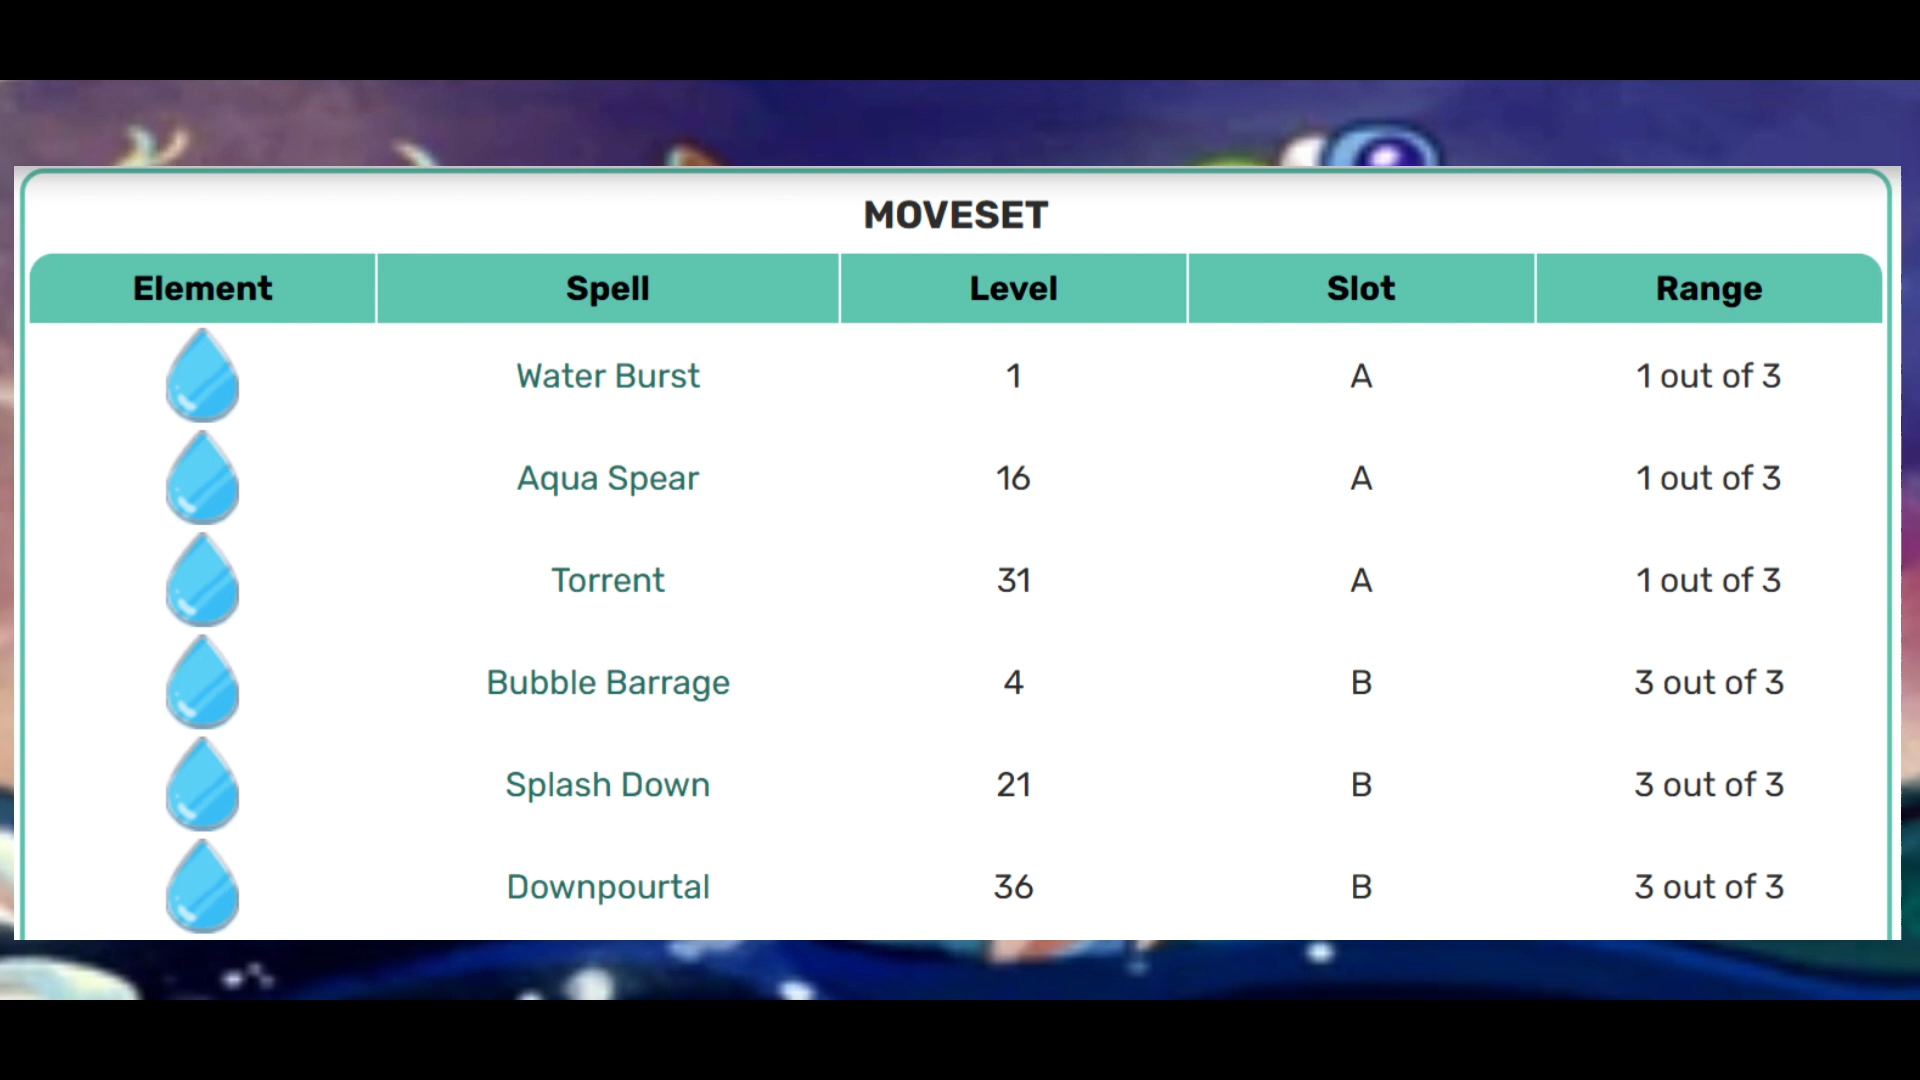 MOVESET
Element Spell Level Slot Range
Water Burst 1 A 1 out of 3
Aqua Spear 16 A 1 out of 3
Torrent 31 A 1 out of 3
Bubble Barrage 4 B 3 out of 3
Splash Down 21 B 3 out of 3
Downpourtal 36 B 3 out of 3